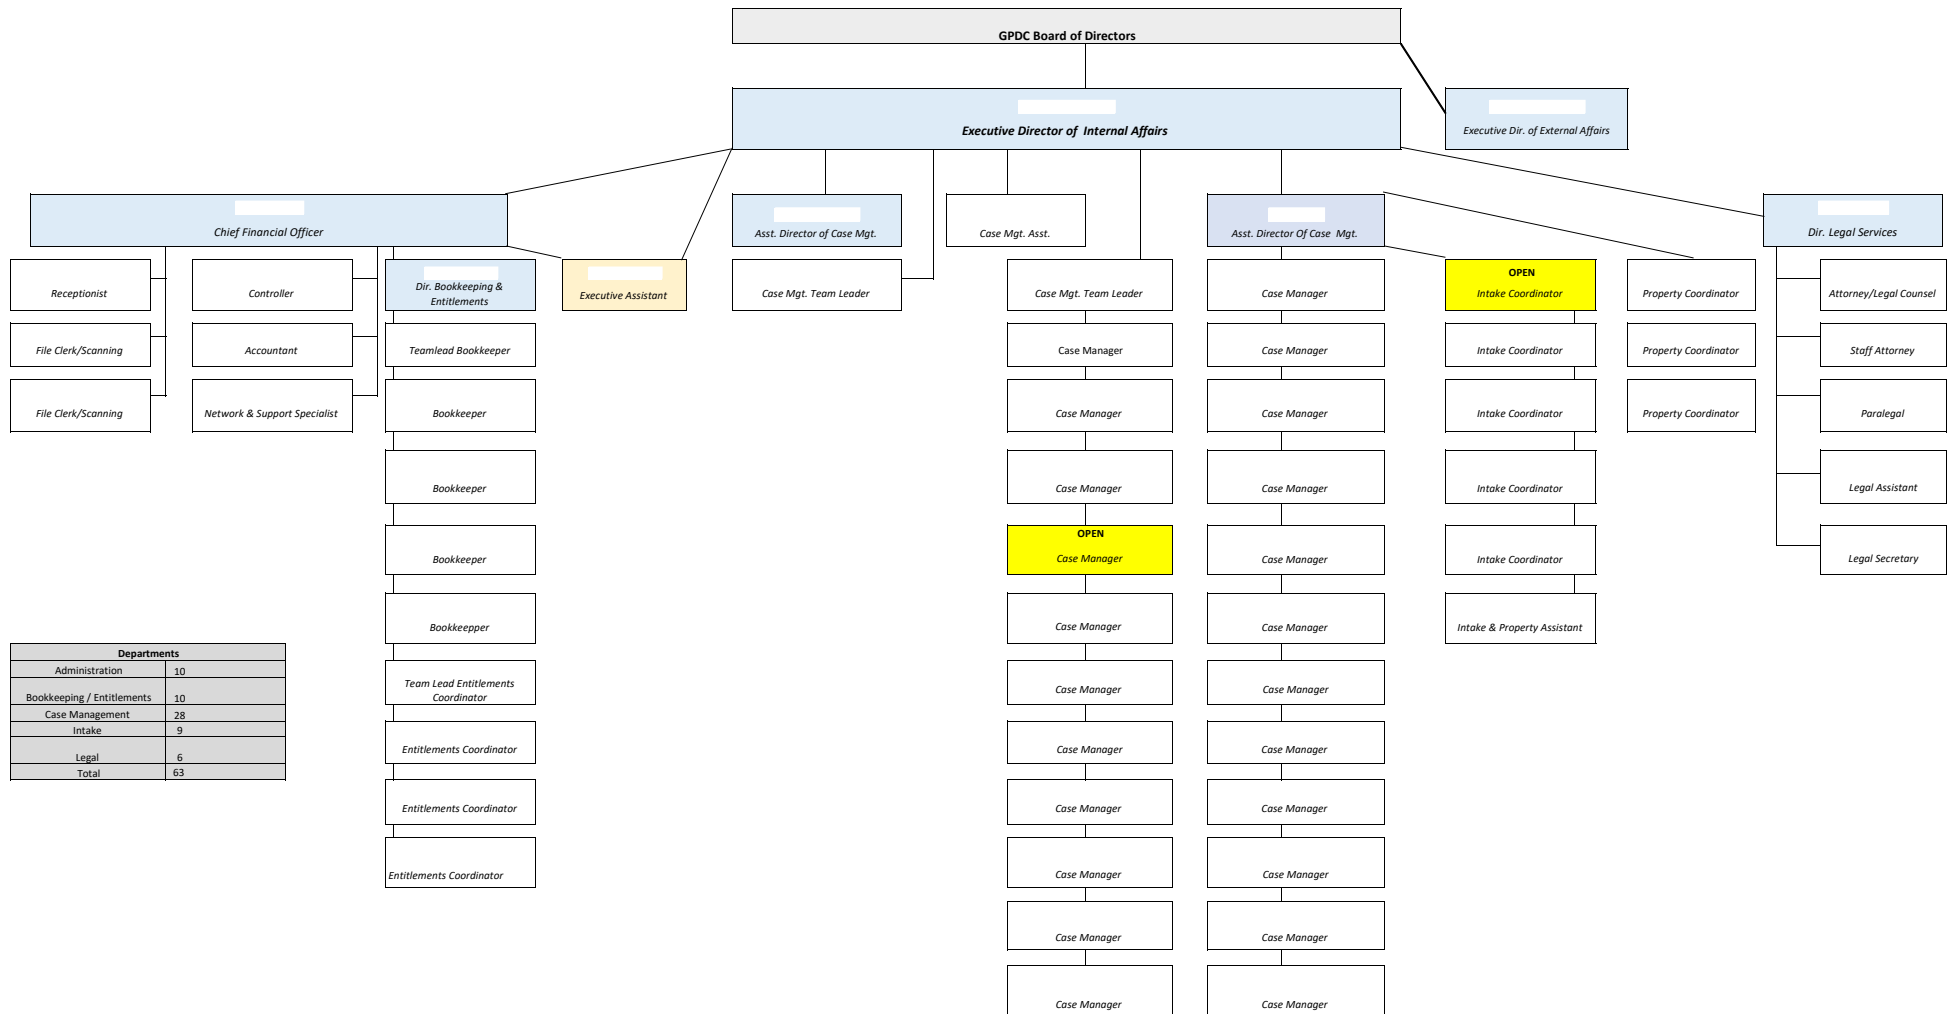 GPDC Board of Directors
Executive Director of Internal Affairs
Executive Dir. of External Affairs
Chief Financial Officer
Asst. Director of Case Mgt.
Case Mgt. Asst.
Asst. Director Of Case Mgt.
Dir. Legal Services
Receptionist
Controller
Dir. Bookkeeping &
Entitlements
Executive Assistant
Case Mgt. Team Leader
Case Mgt. Team Leader
Case Manager
OPEN
Intake Coordinator
Property Coordinator
Attorney/Legal Counsel
File Clerk/Scanning
Accountant
Teamlead Bookkeeper
Case Manager
Case Manager
Intake Coordinator
Property Coordinator
Staff Attorney
File Clerk/Scanning
Network & Support Specialist
Bookkeeper
Case Manager
Case Manager
Intake Coordinator
Property Coordinator
Paralegal
Bookkeeper
Case Manager
Case Manager
Intake Coordinator
Legal Assistant
Bookkeeper
OPEN
Case Manager
Case Manager
Intake Coordinator
Legal Secretary
Bookkeepper
Case Manager
Case Manager
Intake & Property Assistant
Departments
Administration 10
Bookkeeping / Entitlements 10
Case Management 28
Intake 9
Legal 6
Total 63
Team Lead Entitlements
Coordinator
Case Manager
Case Manager
Entitlements Coordinator
Case Manager
Case Manager
Entitlements Coordinator
Case Manager
Case Manager
Entitlements Coordinator
Case Manager
Case Manager
Case Manager
Case Manager
Case Manager
Case Manager